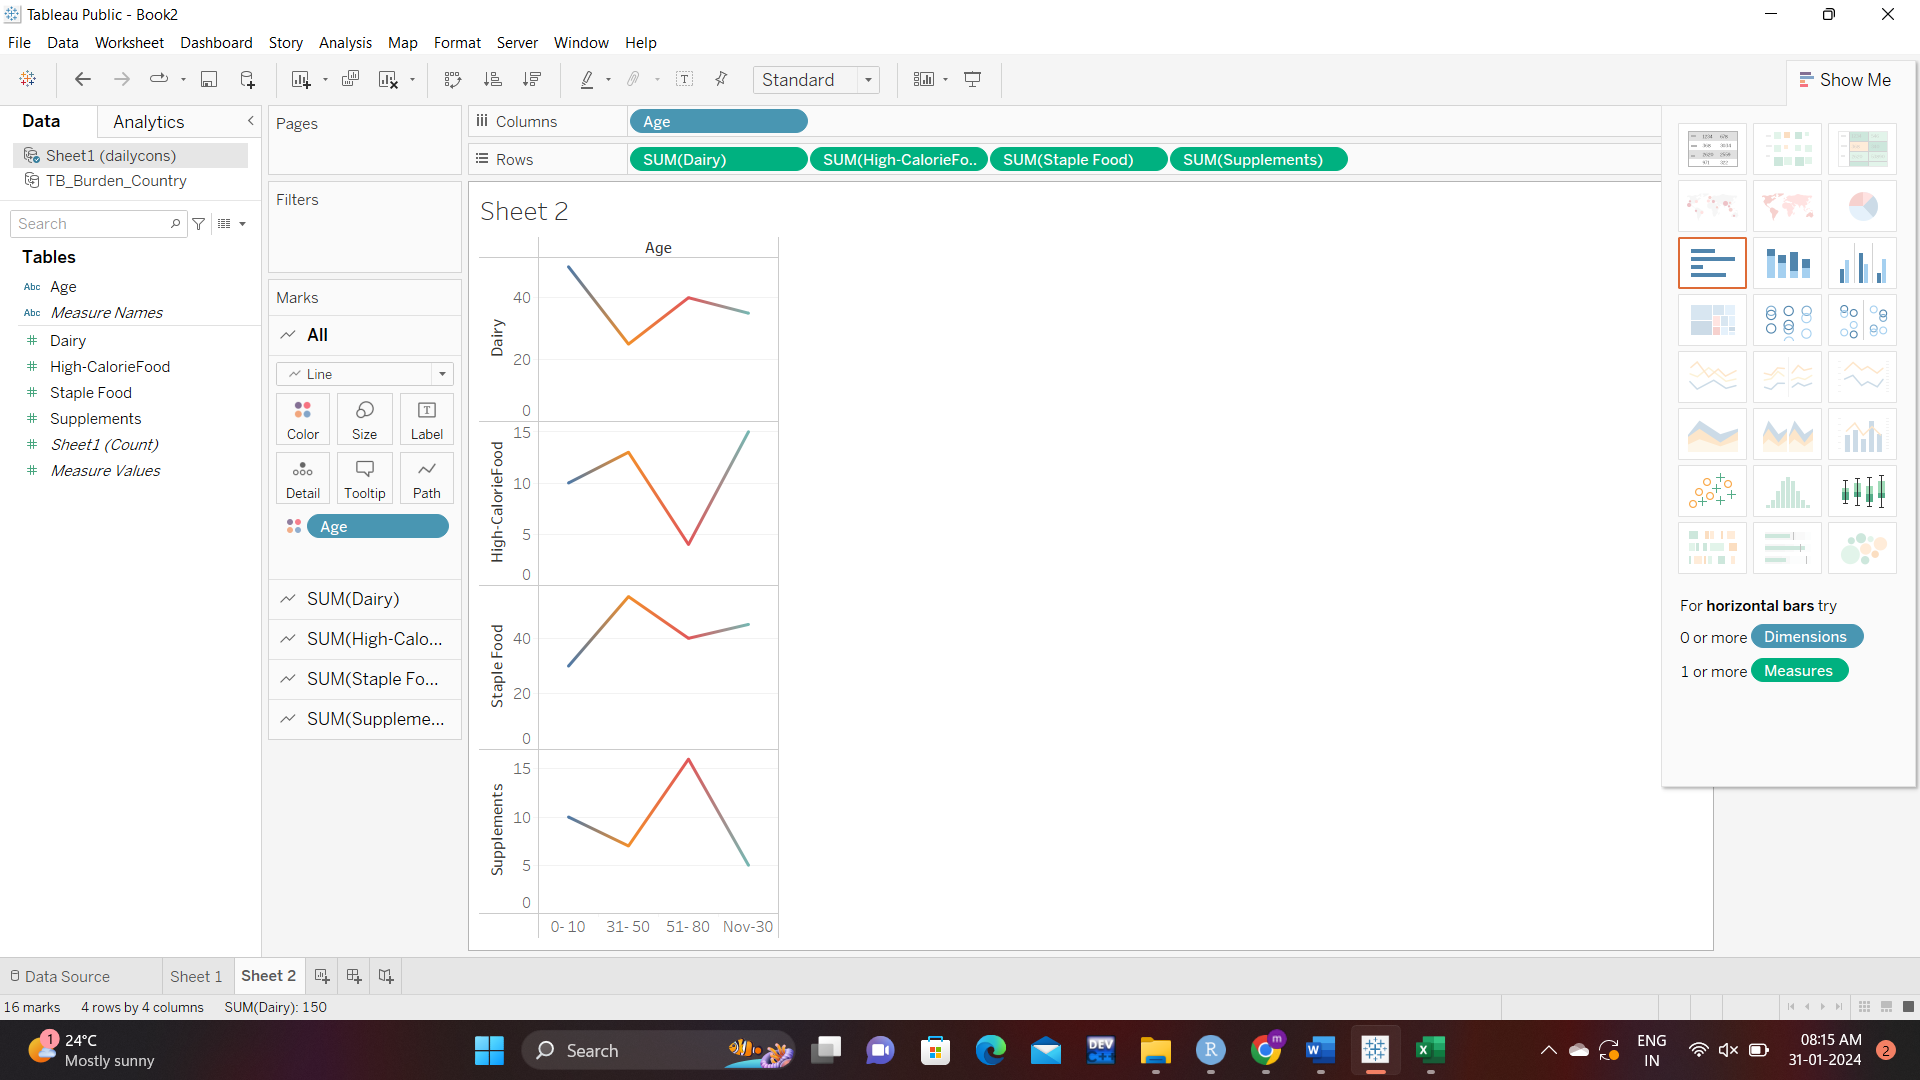 Tableau Public - Book2
File Data Worksheet Dashboard Story Analysis Map Format Server Window Help
Standard
Show Me
Data Analytics
Sheet1 (dailycons)
TB_Burden_Country
Search
Tables
Abc Age
Abc Measure Names
# Dairy
# High-CalorieFood
# Staple Food
# Supplements
# Sheet1 (Count)
# Measure Values
Pages
Filters
Marks
All
Line
Color Size Label
Detail Tooltip Path
Age
SUM(Dairy)
SUM(High-Calo...
SUM(Staple Fo...
SUM(Suppleme...
Columns Age
Rows SUM(Dairy) SUM(High-CalorieFo.. SUM(Staple Food) SUM(Supplements)
Sheet 2
Age
Dairy
40
20
0
High-CalorieFood
15
10
5
0
Staple Food
40
20
0
Supplements
15
10
5
0
0- 10 31- 50 51- 80 Nov-30
For horizontal bars try
0 or more Dimensions
1 or more Measures
Data Source Sheet 1 Sheet 2
16 marks 4 rows by 4 columns SUM(Dairy): 150
1
24°C
Mostly sunny
Search
DEV
R
m
W
X
ENG
IN
08:15 AM
31-01-2024
2